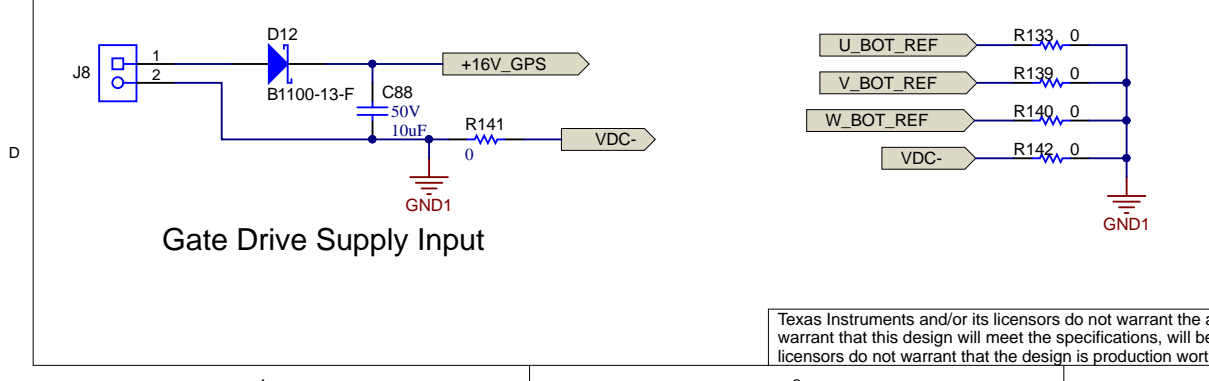 J8
1
2
D12
B1100-13-F
+16V_GPS
C88
50V
10uF
R141
0
VDC-
GND1
Gate Drive Supply Input
U_BOT_REF
R133 0
V_BOT_REF
R139 0
W_BOT_REF
R140 0
VDC-
R142 0
GND1
D
Texas Instruments and/or its licensors do not warrant the
warrant that this design will meet the specifications, will be
licensors do not warrant that the design is production